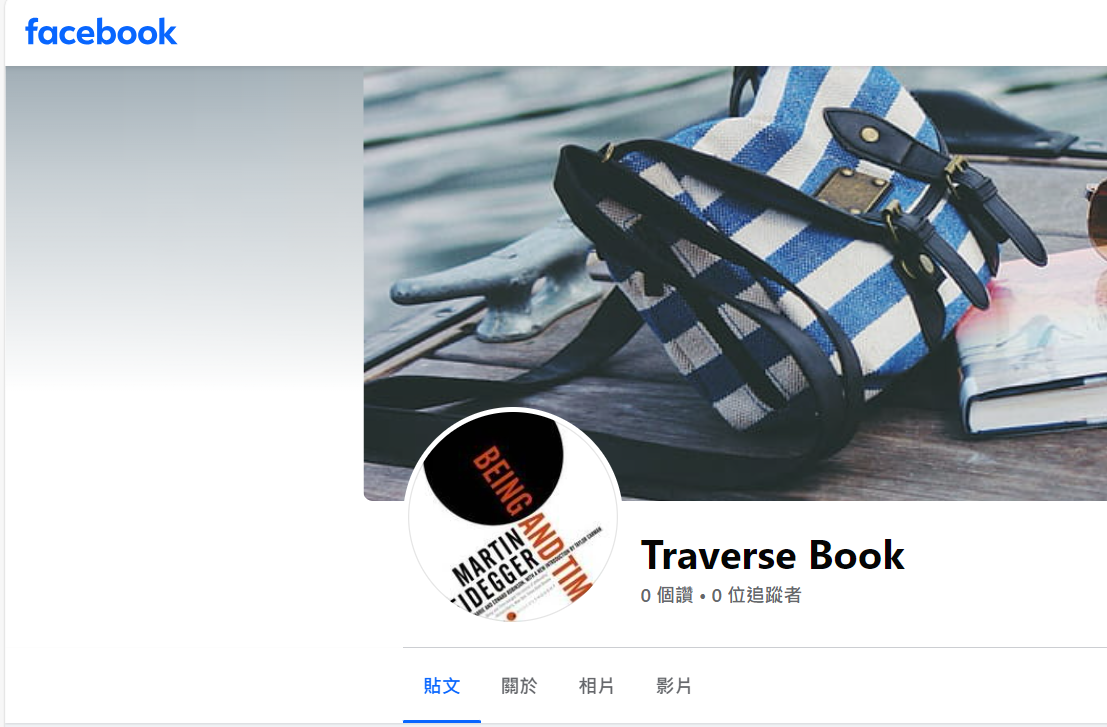 facebook
BEING AND TIM
MARTIN
EIDEGGER
Traverse Book
0 個讚 • 0 位追蹤者
貼文 關於 相片 影片